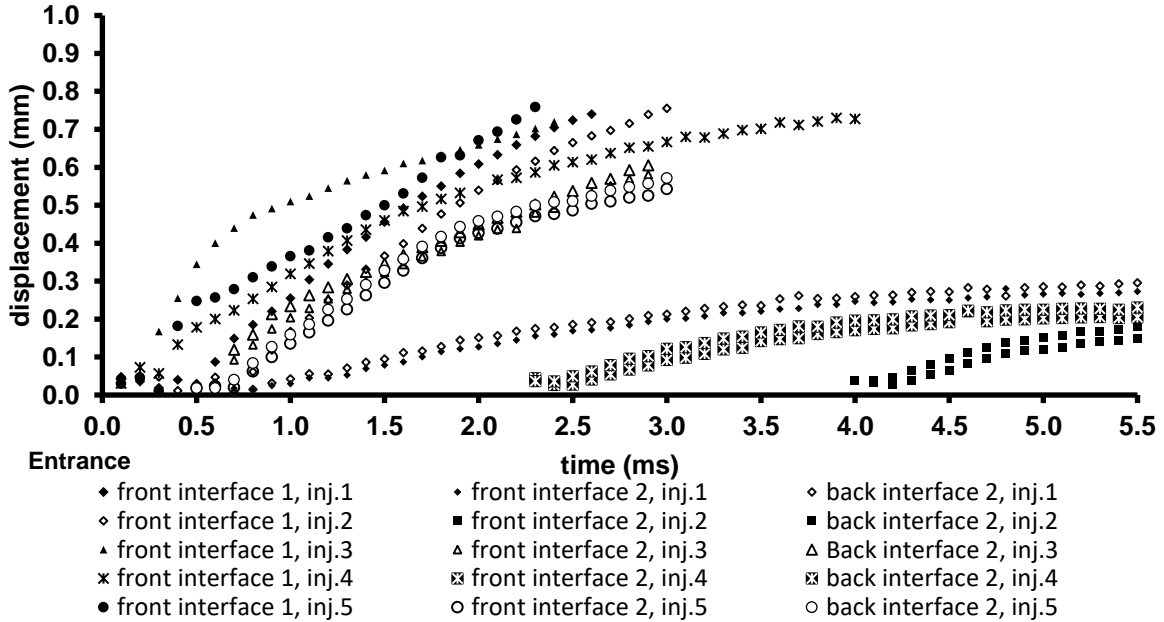 1.0
0.9
0.8
0.7
0.6
0.5
0.4
0.3
0.2
0.1
0.0
displacement (mm)
0.0 0.5 1.0 1.5 2.0 2.5 3.0 3.5 4.0 4.5 5.0 5.5
Entrance
time (ms)
front interface 1, inj.1 front interface 2, inj.1 back interface 2, inj.1
front interface 1, inj.2 front interface 2, inj.2 back interface 2, inj.2
front interface 1, inj.3 front interface 2, inj.3 Back interface 2, inj.3
front interface 1, inj.4 front interface 2, inj.4 back interface 2, inj.4
front interface 1, inj.5 front interface 2, inj.5 back interface 2, inj.5